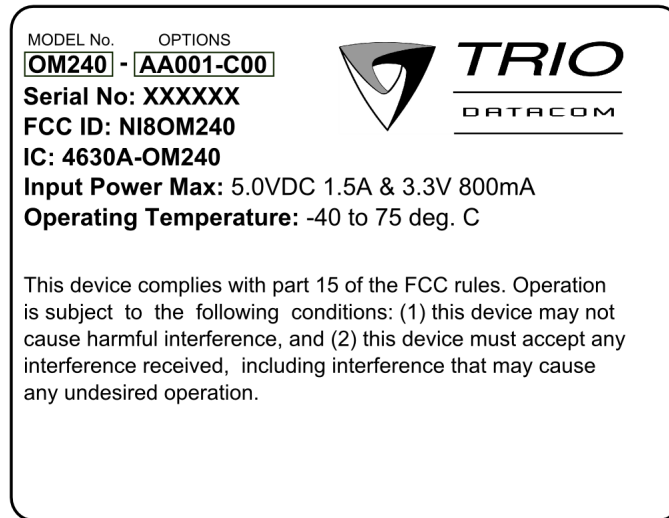 MODEL No. OPTIONS
OM240 - AA001-C00
Serial No: XXXXXX
FCC ID: NI8OM240
IC: 4630A-OM240
Input Power Max: 5.0VDC 1.5A & 3.3V 800mA
Operating Temperature: -40 to 75 deg. C
TRIO
DATACOM
This device complies with part 15 of the FCC rules. Operation
is subject to the following conditions: (1) this device may not
cause harmful interference, and (2) this device must accept any
interference received, including interference that may cause
any undesired operation.